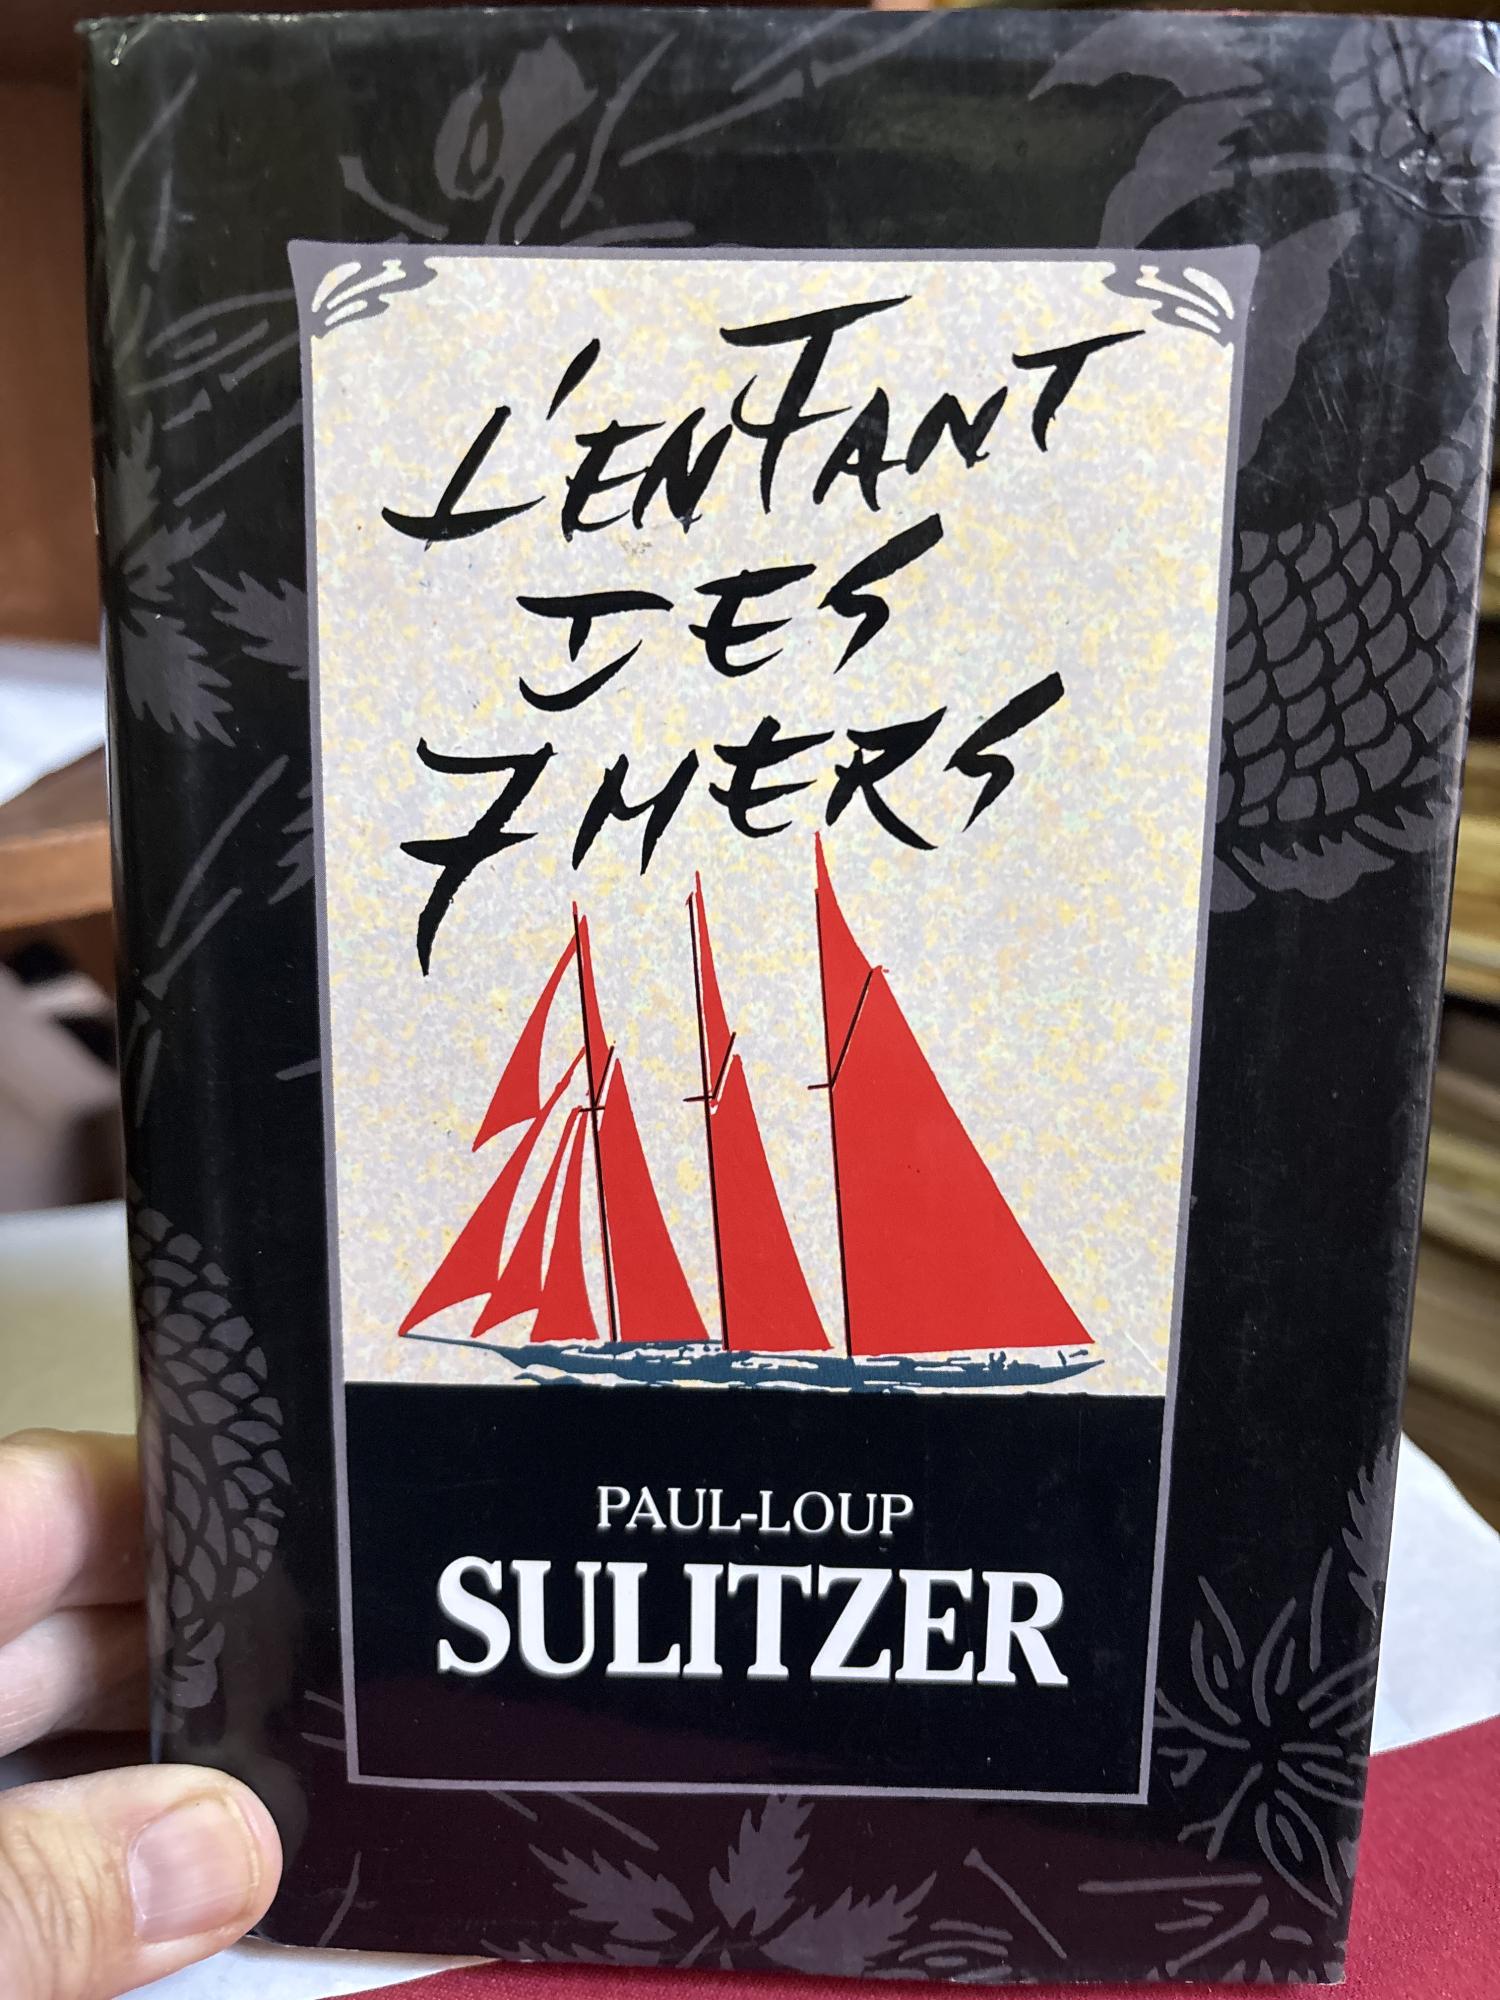 L'ENFANT
DES
7 MERS
PAUL-LOUP
SULITZER